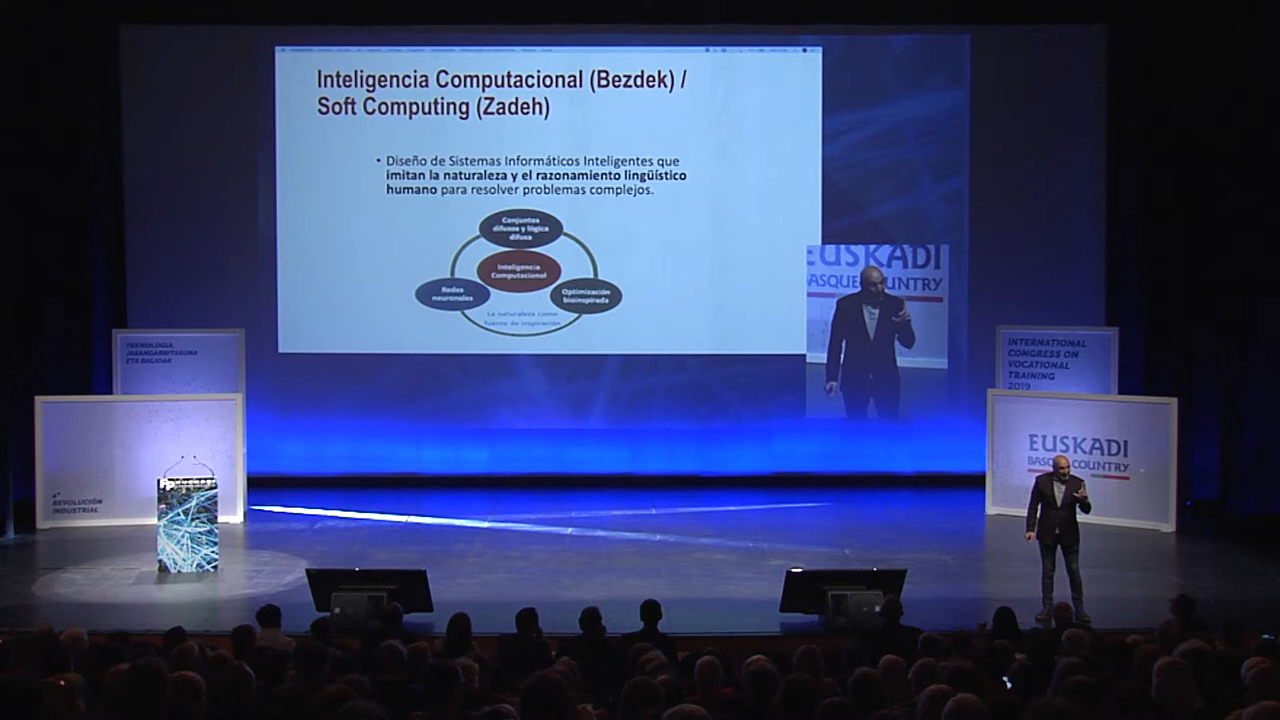 Inteligencia Computacional (Bezdek) /
Soft Computing (Zadeh)
• Diseño de Sistemas Informáticos Inteligentes que
imitan la naturaleza y el razonamiento lingüístico
humano para resolver problemas complejos.
Conjuntos
difusos y lógica
difusa
Inteligencia
Computacional
Redes
neuronales
Optimización
bioinspirada
La naturaleza como
fuente de inspiración
EUSKADI
BASQUE COUNTRY
TEKNOLOGIA,
JASANGARRITASUNA
ETA BALIOAK
INTERNATIONAL
CONGRESS ON
VOCATIONAL
TRAINING
2019
EUSKADI
BASQUE COUNTRY
4ª
REVOLUCIÓN
INDUSTRIAL